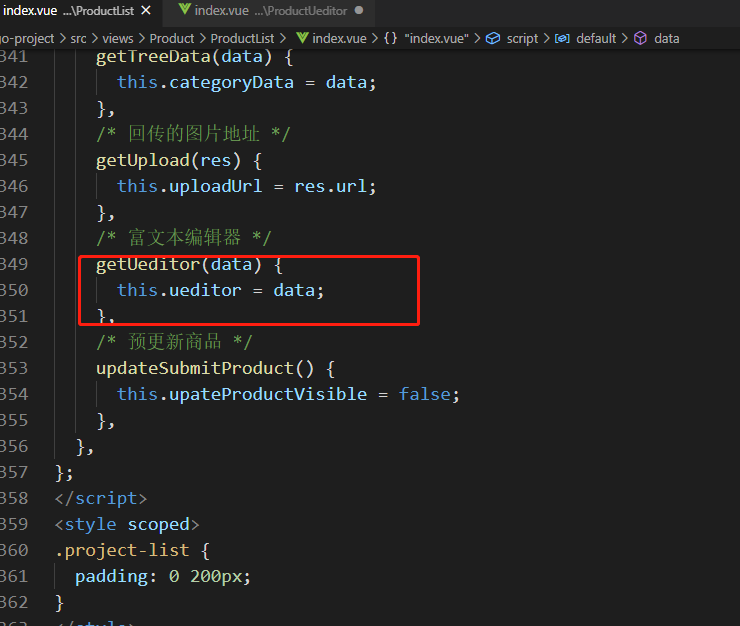 index.vue ...\ProductList × index.vue ...\ProductUeditor ●
go-project > src > views > Product > ProductList > index.vue > {} "index.vue" > script > default > data
341 getTreeData(data) {
342 this.categoryData = data;
343 },
344 /* 回传的图片地址 */
345 getUpload(res) {
346 this.uploadUrl = res.url;
347 },
348 /* 富文本编辑器 */
349 getUeditor(data) {
350 this.ueditor = data;
351 },
352 /* 预更新商品 */
353 updateSubmitProduct() {
354 this.upateProductVisible = false;
355 },
356 },
357 };
358 </script>
359 <style scoped>
360 .project-list {
361 padding: 0 200px;
362 }
363 </style>